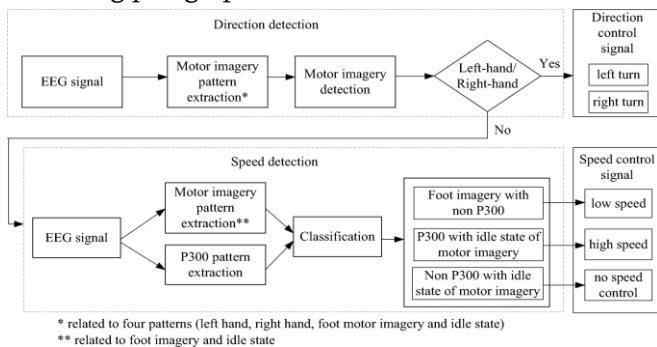 Direction detection
EEG signal
Motor imagery
pattern
extraction*
Motor imagery
detection
Left-hand/
Right-hand
Yes
No
Direction
control
signal
left turn
right turn
Speed detection
EEG signal
Motor imagery
pattern
extraction**
P300 pattern
extraction
Classification
Foot imagery with
non P300
P300 with idle state of
motor imagery
Non P300 with idle
state of motor imagery
Speed control
signal
low speed
high speed
no speed
control
* related to four patterns (left hand, right hand, foot motor imagery and idle state)
** related to foot imagery and idle state